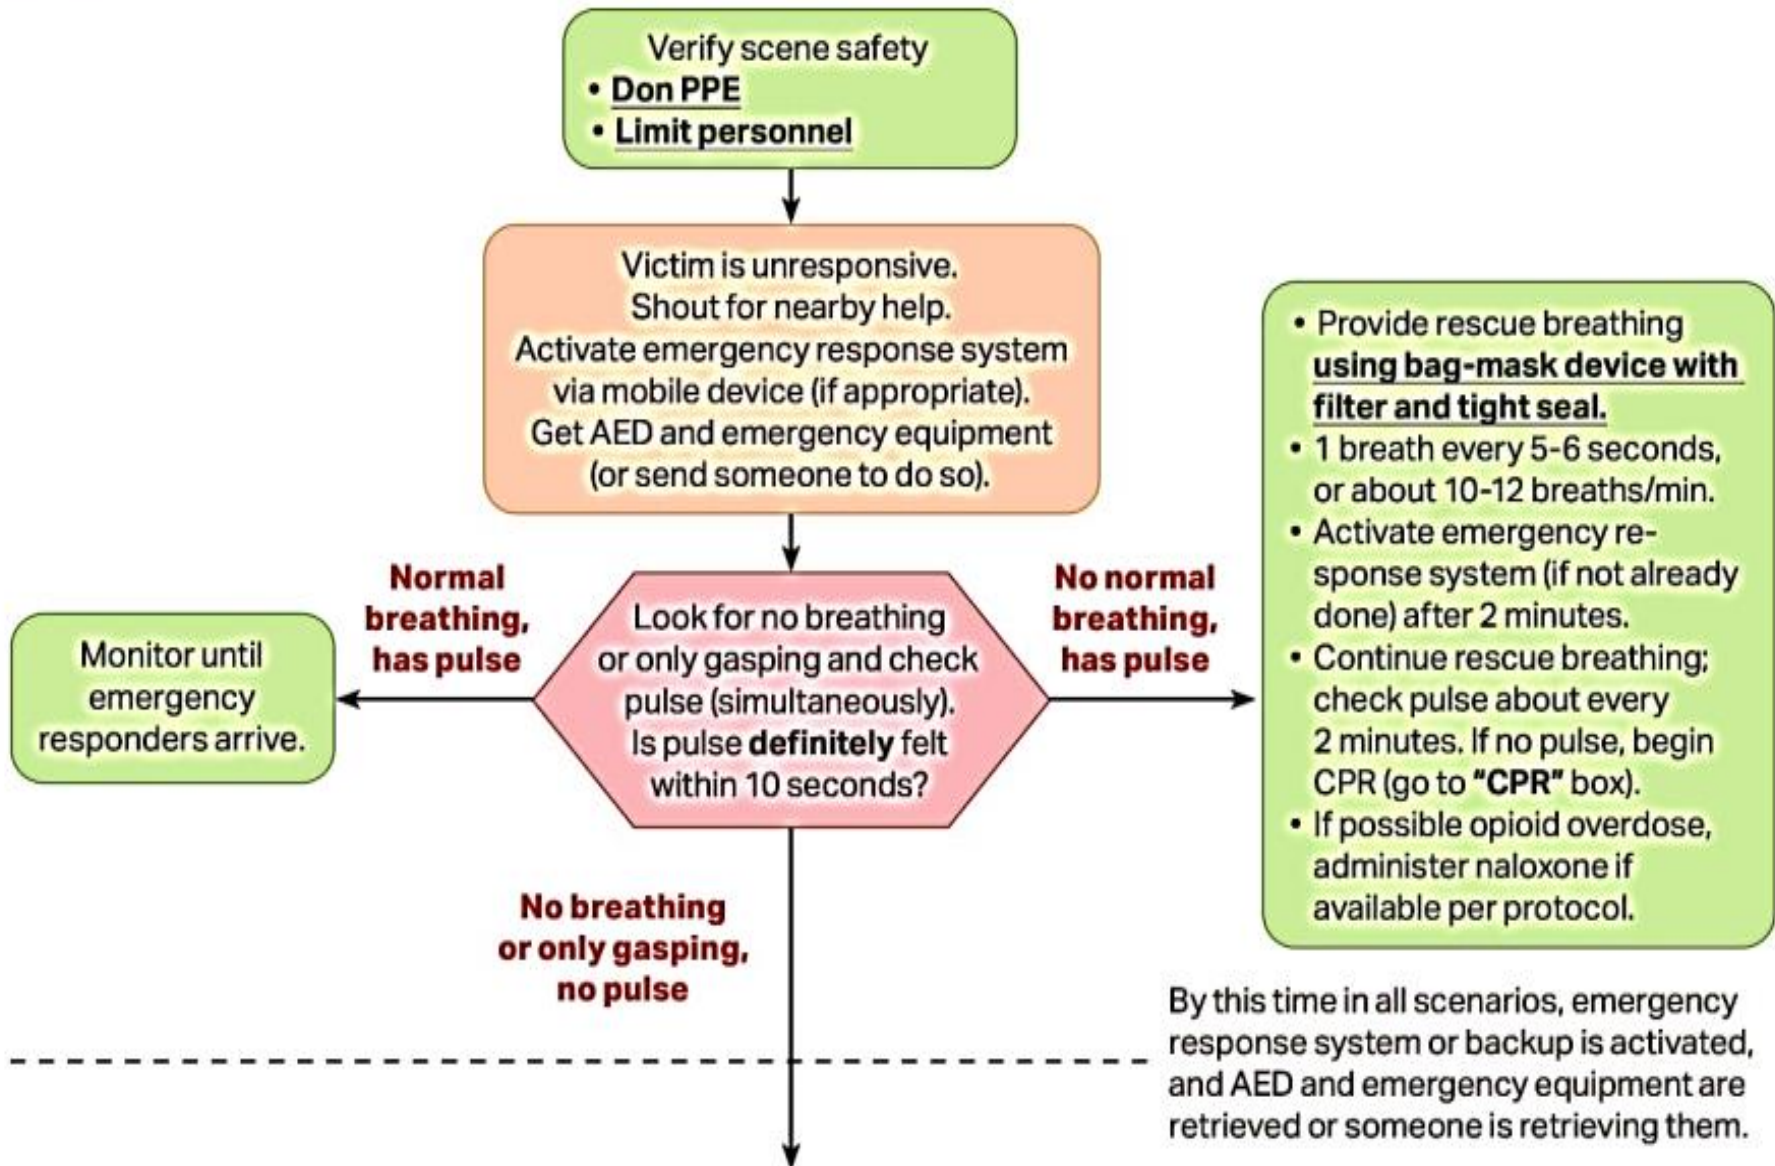 Verify scene safety
• Don PPE
• Limit personnel
Victim is unresponsive.
Shout for nearby help.
Activate emergency response system
via mobile device (if appropriate).
Get AED and emergency equipment
(or send someone to do so).
Normal
breathing,
has pulse
Look for no breathing
or only gasping and check
pulse (simultaneously).
Is pulse definitely felt
within 10 seconds?
No normal
breathing,
has pulse
Monitor until
emergency
responders arrive.
• Provide rescue breathing
using bag-mask device with
filter and tight seal.
• 1 breath every 5-6 seconds,
or about 10-12 breaths/min.
• Activate emergency re-
sponse system (if not already
done) after 2 minutes.
• Continue rescue breathing;
check pulse about every
2 minutes. If no pulse, begin
CPR (go to “CPR” box).
• If possible opioid overdose,
administer naloxone if
available per protocol.
No breathing
or only gasping,
no pulse
By this time in all scenarios, emergency
response system or backup is activated,
and AED and emergency equipment are
retrieved or someone is retrieving them.